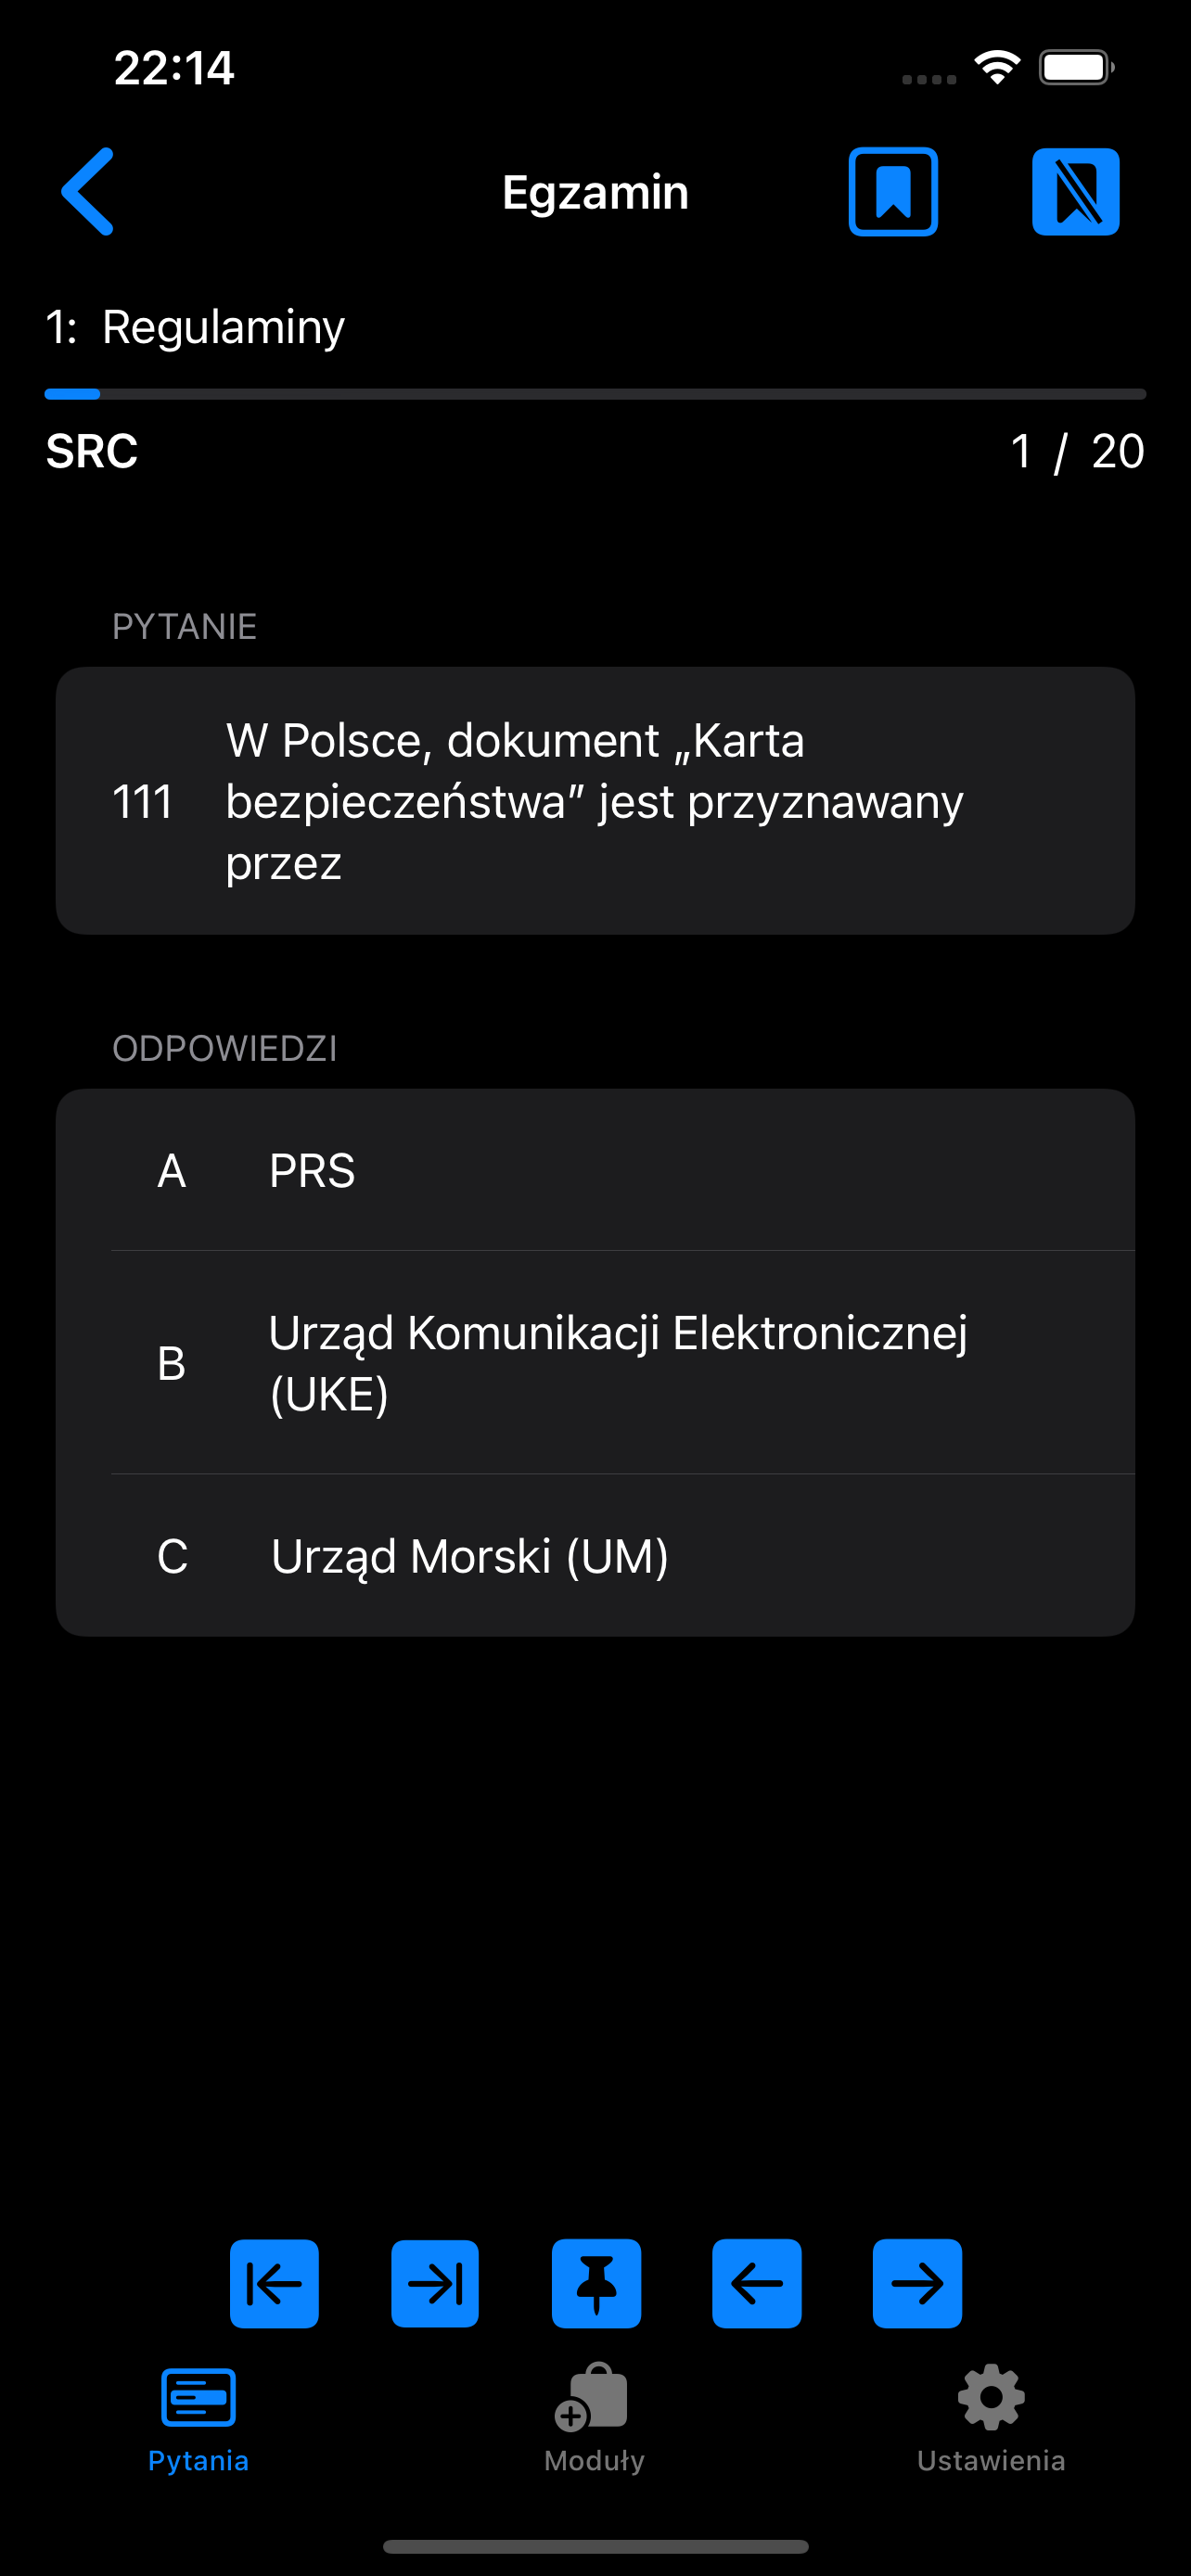 22:14
Egzamin
1: Regulaminy
SRC
1 / 20
PYTANIE
111
W Polsce, dokument „Karta
bezpieczeństwa” jest przyznawany
przez
ODPOWIEDZI
A PRS
B
Urząd Komunikacji Elektronicznej
(UKE)
C Urząd Morski (UM)
Pytania
Moduły
Ustawienia